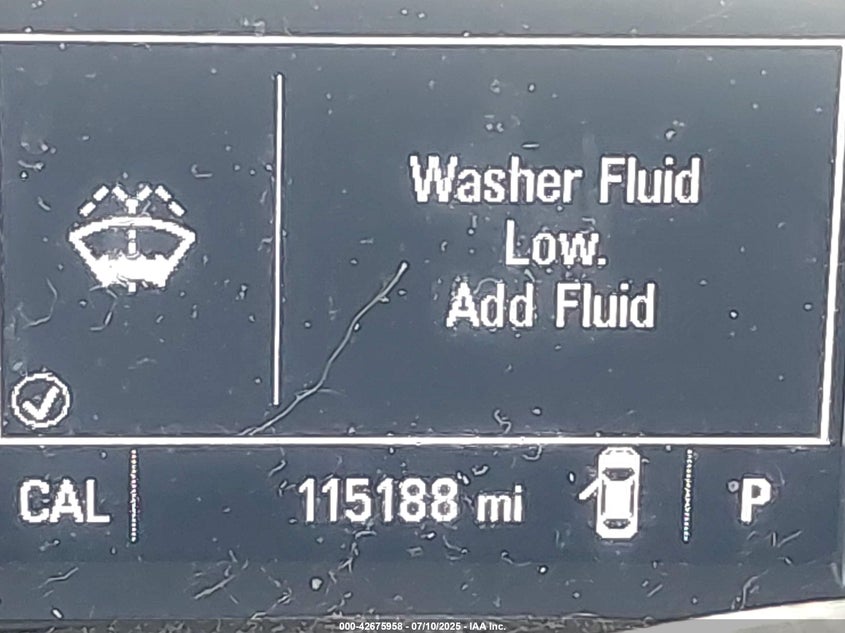 Washer Fluid
Low.
Add Fluid
CAL 115188 mi P
000-42675958 - 07/10/2025 - IAA Inc.